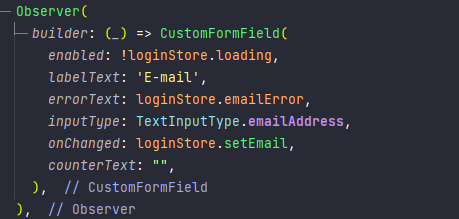 Observer(
builder: (_) => CustomFormField(
enabled: !loginStore.loading,
labelText: 'E-mail',
errorText: loginStore.emailError,
inputType: TextInputType.emailAddress,
onChanged: loginStore.setEmail,
counterText: "",
), // CustomFormField
), // Observer